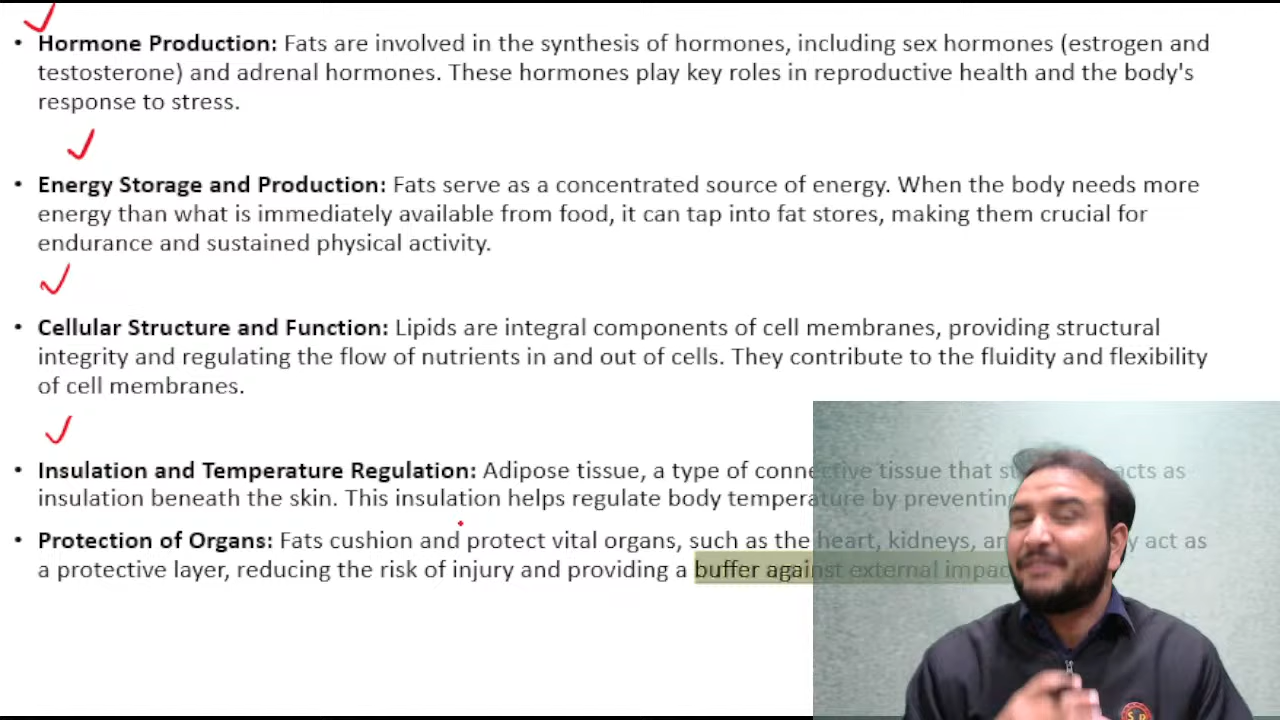 • Hormone Production: Fats are involved in the synthesis of hormones, including sex hormones (estrogen and
testosterone) and adrenal hormones. These hormones play key roles in reproductive health and the body's
response to stress.
• Energy Storage and Production: Fats serve as a concentrated source of energy. When the body needs more
energy than what is immediately available from food, it can tap into fat stores, making them crucial for
endurance and sustained physical activity.
• Cellular Structure and Function: Lipids are integral components of cell membranes, providing structural
integrity and regulating the flow of nutrients in and out of cells. They contribute to the fluidity and flexibility
of cell membranes.
• Insulation and Temperature Regulation: Adipose tissue, a type of connective tissue that acts as
insulation beneath the skin. This insulation helps regulate body temperature by preventing
• Protection of Organs: Fats cushion and protect vital organs, such as the heart, kidneys, act as
a protective layer, reducing the risk of injury and providing a buffer against external